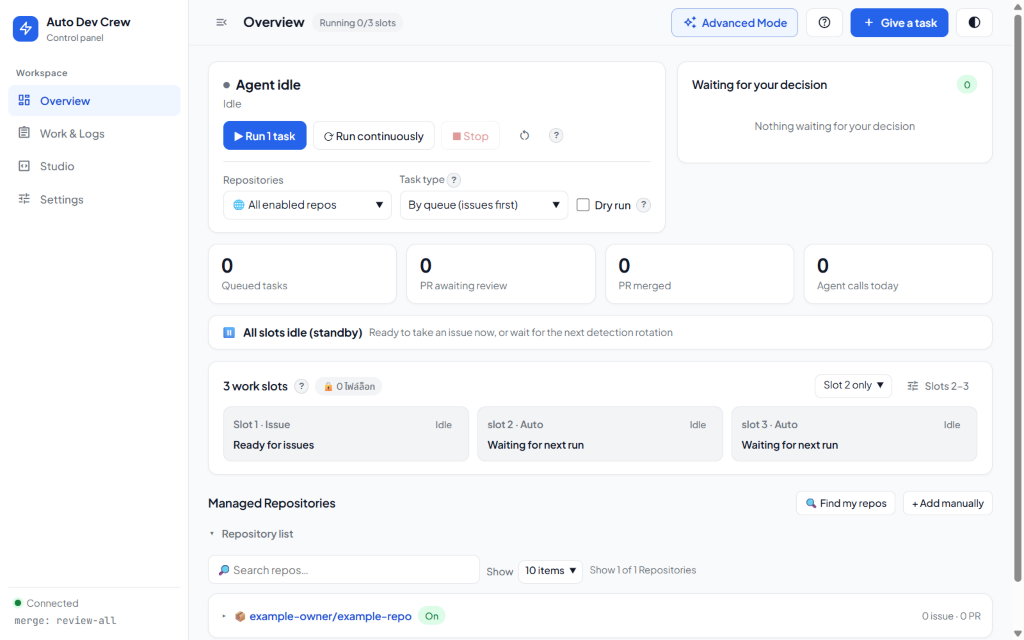 Auto Dev Crew
Control panel
Workspace
Overview
Work & Logs
Studio
Settings
Connected
merge: review-all
Overview
Running 0/3 slots
Advanced Mode
+ Give a task
Agent idle
Idle
Run 1 task
Run continuously
Stop
?
Repositories
Task type ?
All enabled repos
By queue (issues first)
Dry run ?
Waiting for your decision
0
Nothing waiting for your decision
0
Queued tasks
0
PR awaiting review
0
PR merged
0
Agent calls today
All slots idle (standby) Ready to take an issue now, or wait for the next detection rotation
3 work slots ? 0 ไฟล์ล็อก
Slot 2 only
Slots 2–3
Slot 1 · Issue Idle
Ready for issues
slot 2 · Auto Idle
Waiting for next run
slot 3 · Auto Idle
Waiting for next run
Managed Repositories
Find my repos
+ Add manually
Repository list
Search repos...
Show 10 items Show 1 of 1 Repositories
example-owner/example-repo On
0 issue · 0 PR